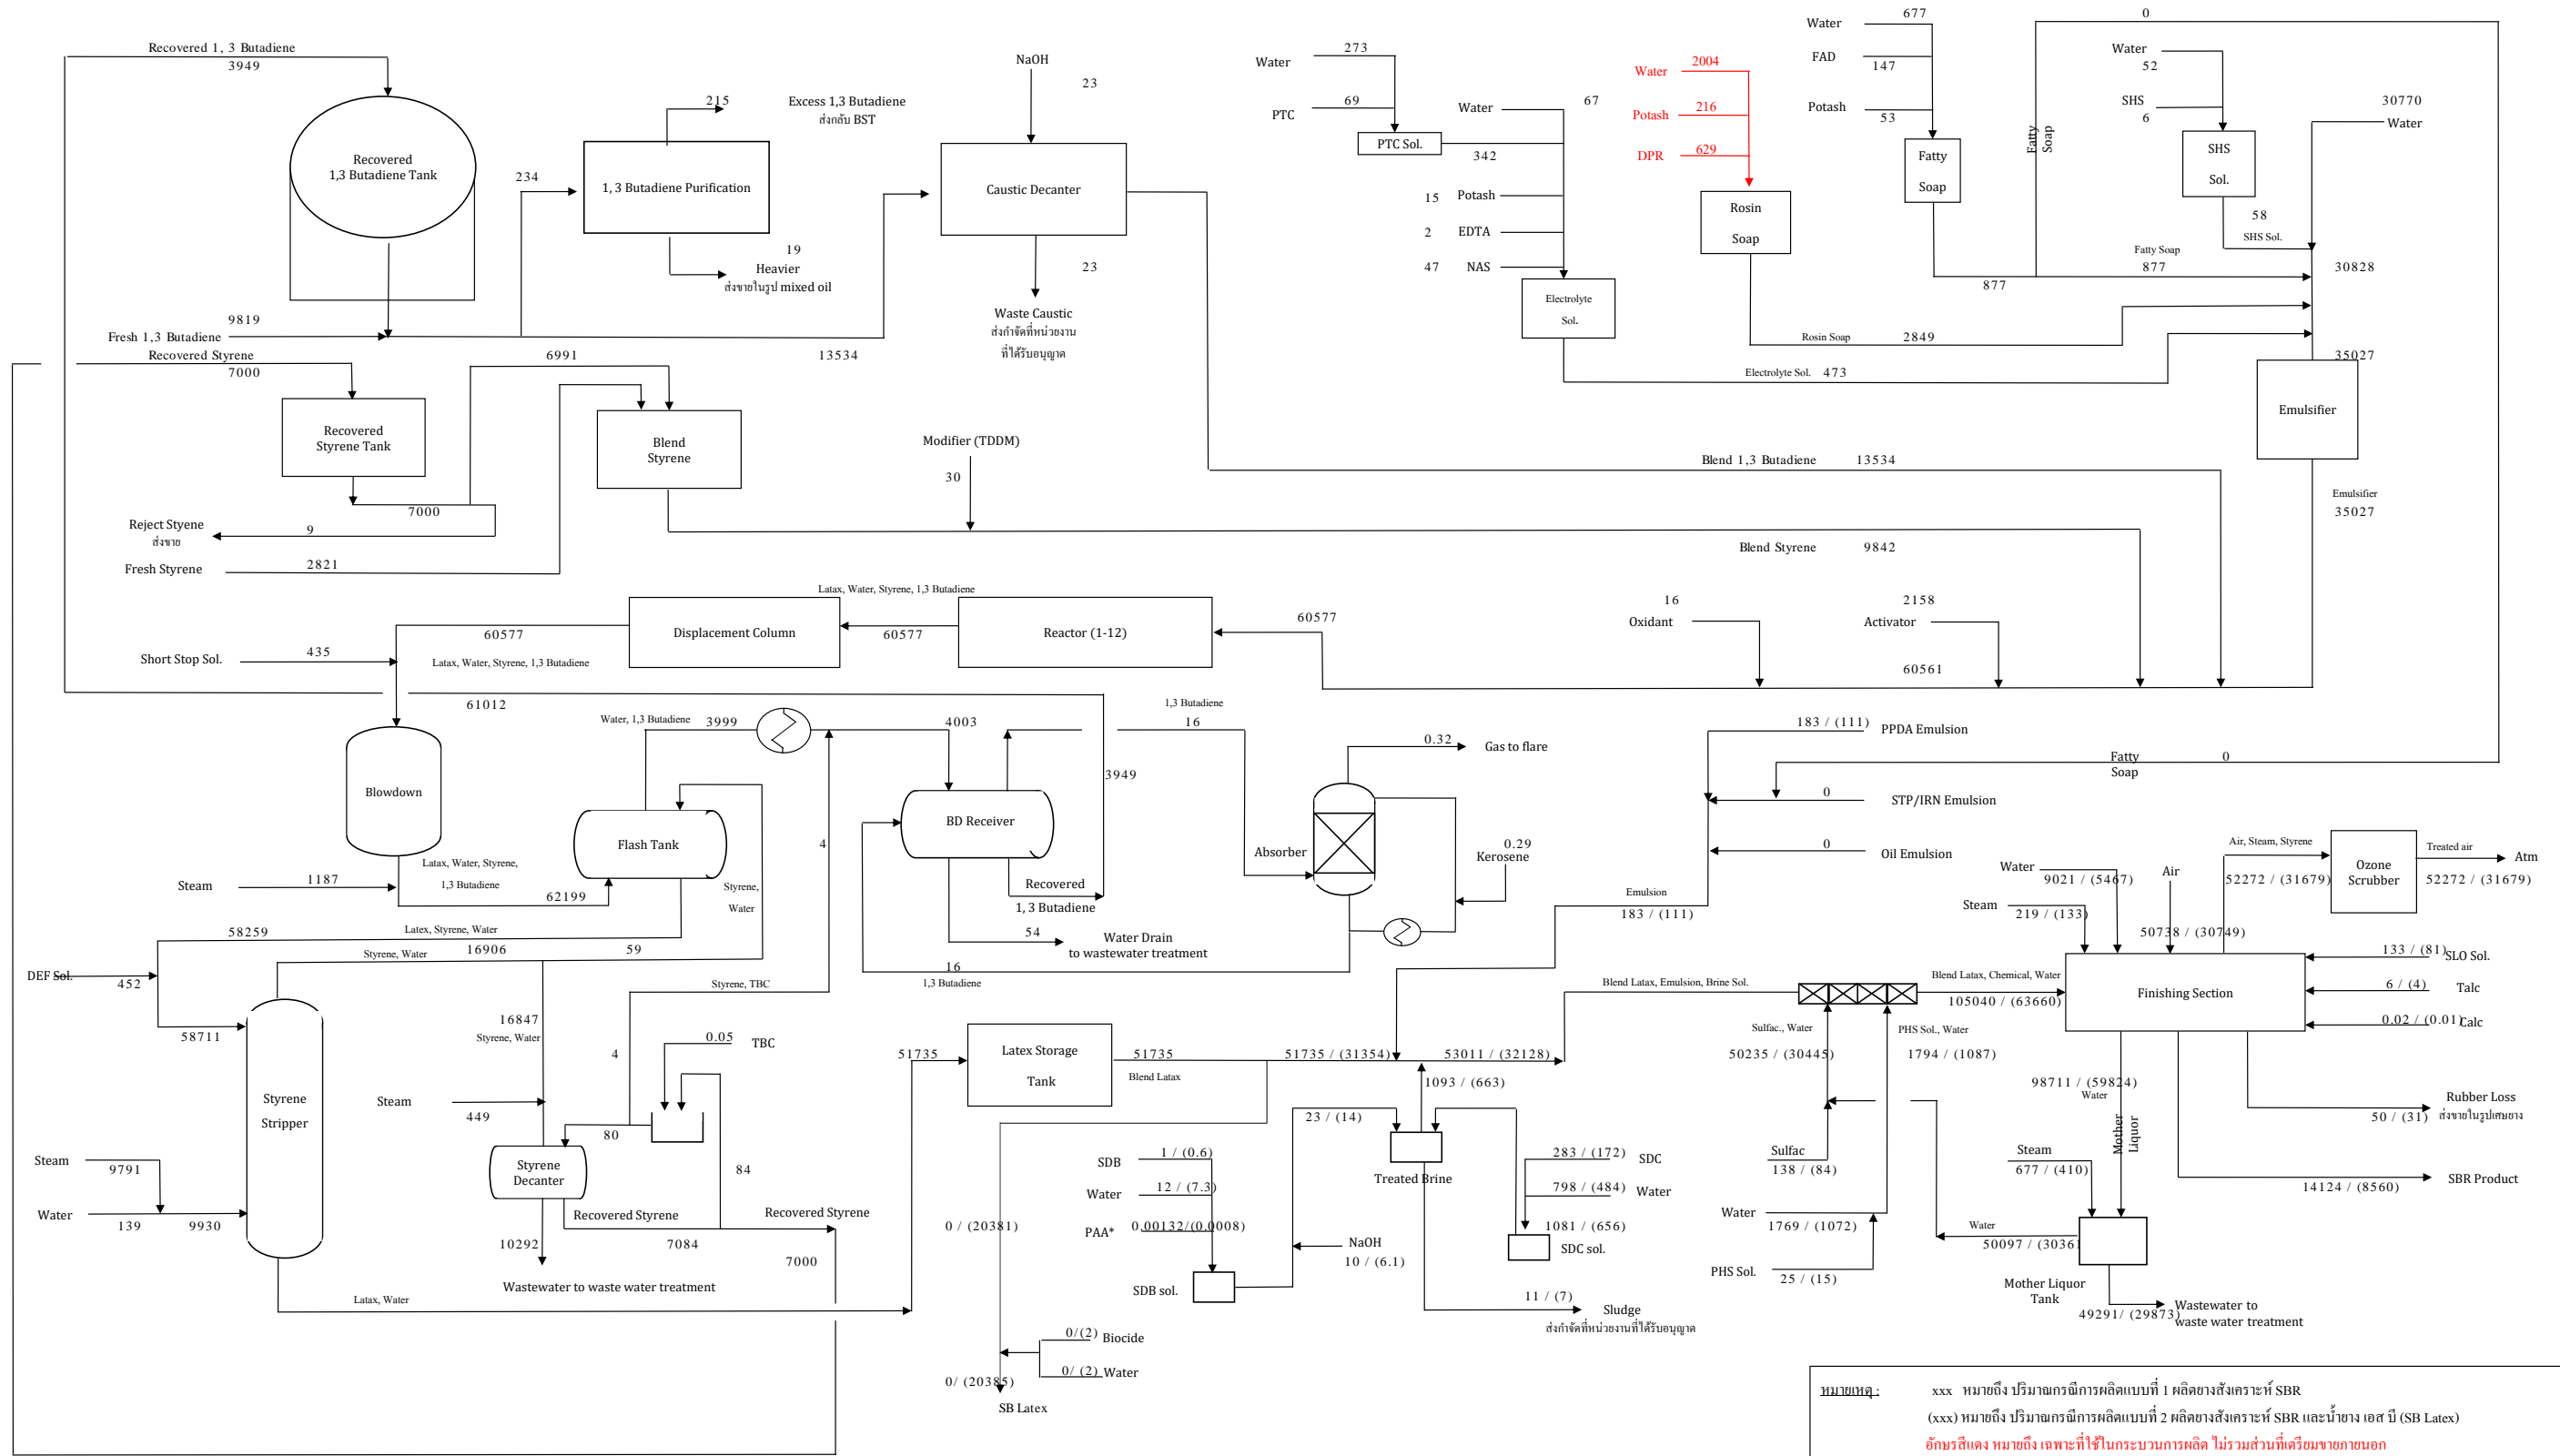 Recovered 1, 3 Butadiene
3949
Recovered
1,3 Butadiene Tank
215
Excess 1,3 Butadiene
ส่งกลับ BST
234
1, 3 Butadiene Purification
19
Heavier
ส่งขายในรูป mixed oil
NaOH
23
Caustic Decanter
23
Waste Caustic
ส่งกำจัดที่หน่วยงาน
ที่ได้รับอนุญาต
9819
Fresh 1,3 Butadiene
13534
Recovered Styrene
7000
6991
Recovered
Styrene Tank
7000
Blend
Styrene
Reject Styene
ส่งขาย
9
Fresh Styrene
2821
Modifier (TDDM)
30
273
Water
69
PTC
PTC Sol.
342
Water
67
15
Potash
2
EDTA
47
NAS
Electrolyte
Sol.
Water
2004
Potash
216
DPR
629
Rosin
Soap
677
Water
FAD
147
Potash
53
Fatty
Soap
0
Fatty
Soap
Water
52
SHS
6
SHS
Sol.
58
SHS Sol.
30770
Water
Fatty Soap
877
877
30828
Rosin Soap
2849
Electrolyte Sol.
473
35027
Emulsifier
Emulsifier
35027
Blend 1,3 Butadiene
13534
Blend Styrene
9842
Latax, Water, Styrene, 1,3 Butadiene
60577
Displacement Column
60577
Reactor (1-12)
60577
16
Oxidant
2158
Activator
60561
Short Stop Sol.
435
Latax, Water, Styrene, 1,3 Butadiene
61012
Blowdown
Steam
1187
Latax, Water, Styrene,
1,3 Butadiene
62199
Water, 1,3 Butadiene
3999
4003
Flash Tank
4
Styrene,
Water
1,3 Butadiene
16
BD Receiver
3949
Recovered
1, 3 Butadiene
54
Water Drain
to wastewater treatment
16
1,3 Butadiene
0.32
Gas to flare
Absorber
0.29
Kerosene
183 / (111)
PPDA Emulsion
Fatty
Soap
0
0
STP/IRN Emulsion
0
Oil Emulsion
Emulsion
183 / (111)
58259
Latex, Styrene, Water
16906
Styrene, Water
59
DEF Sol.
452
58711
Styrene
Stripper
Steam
9791
Water
139
9930
16847
Styrene, Water
Steam
449
Styrene, TBC
4
0.05
TBC
80
84
Styrene
Decanter
Recovered Styrene
7084
Recovered Styrene
7000
10292
Wastewater to waste water treatment
Latax, Water
51735
Latex Storage
Tank
51735
Blend Latax
51735 / (31354)
53011 / (32128)
1093 / (663)
23 / (14)
Treated Brine
SDB
1 / (0.6)
Water
12 / (7.3)
PAA*
0.00132/(0.0008)
SDB sol.
NaOH
10 / (6.1)
283 / (172)
SDC
798 / (484)
Water
1081 / (656)
SDC sol.
11 / (7)
Sludge
ส่งกำจัดที่หน่วยงานที่ได้รับอนุญาต
0 / (20381)
0/(2)
Biocide
0/ (2)
Water
0/ (20385)
SB Latex
Blend Latax, Emulsion, Brine Sol.
Blend Latax, Chemical, Water
105040 / (63660)
Sulfac., Water
50235 / (30445)
PHS Sol., Water
1794 / (1087)
Sulfac
138 / (84)
Water
1769 / (1072)
PHS Sol.
25 / (15)
Water
9021 / (5467)
Steam
219 / (133)
Air
50738 / (30749)
Air, Steam, Styrene
52272 / (31679)
Ozone
Scrubber
Treated air
Atm
52272 / (31679)
Finishing Section
133 / (81)
SLO Sol.
6 / (4)
Talc
0.02 / (0.01)
Calc
98711 / (59824)
Water
Mother
Liquor
Rubber Loss
50 / (31)
ส่งขายในรูปเศษยาง
SBR Product
14124 / (8560)
Steam
677 / (410)
Water
50097 / (30361
Mother Liquor
Tank
49291/ (29873)
Wastewater to
waste water treatment
หมายเหตุ :
xxx หมายถึง ปริมาณกรณีการผลิตแบบที่ 1 ผลิตยางสังเคราะห์ SBR
(xxx) หมายถึง ปริมาณกรณีการผลิตแบบที่ 2 ผลิตยางสังเคราะห์ SBR และน้ำยาง เอส บี (SB Latex)
อักษรสีแดง หมายถึง เฉพาะที่ใช้ในกระบวนการผลิต ไม่รวมส่วนที่เตรียมขายภายนอก